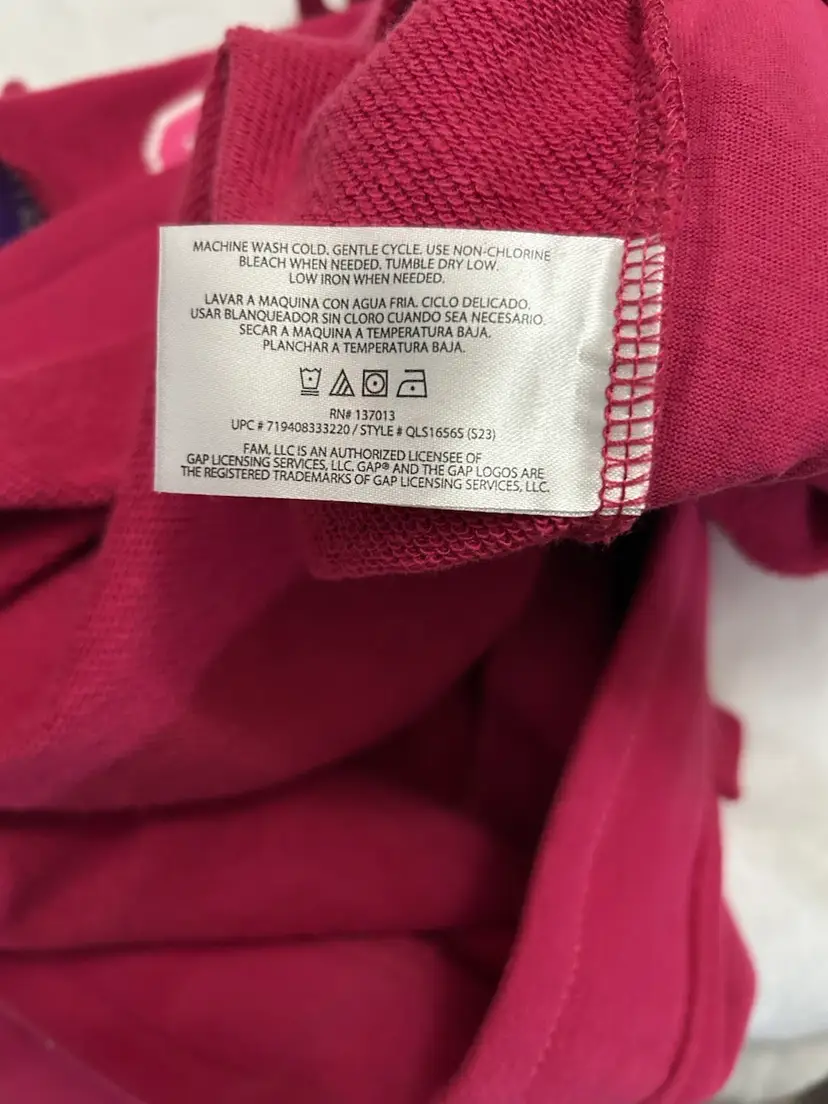 MACHINE WASH COLD. GENTLE CYCLE. USE NON-CHLORINE
BLEACH WHEN NEEDED. TUMBLE DRY LOW.
LOW IRON WHEN NEEDED.
LAVAR A MAQUINA CON AGUA FRIA. CICLO DELICADO.
USAR BLANQUEADOR SIN CLORO CUANDO SEA NECESARIO.
SECAR A MAQUINA A TEMPERATURA BAJA.
PLANCHAR A TEMPERATURA BAJA.
RN# 137013
UPC # 719408333220 / STYLE # QLS1656S (S23)
FAM, LLC IS AN AUTHORIZED LICENSEE OF
GAP LICENSING SERVICES, LLC. GAP® AND THE GAP LOGOS ARE
THE REGISTERED TRADEMARKS OF GAP LICENSING SERVICES, LLC.